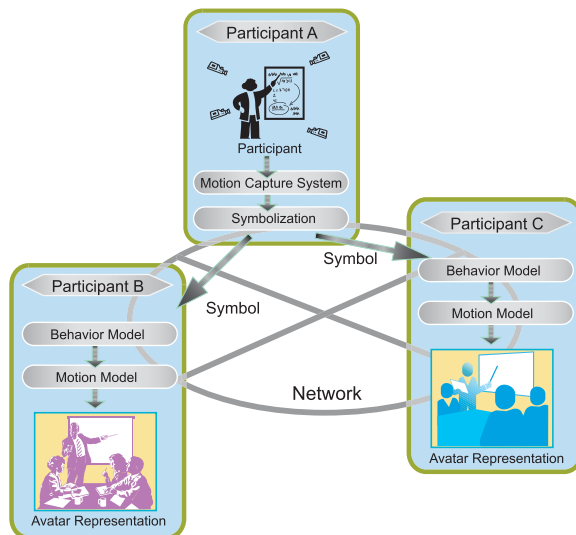 Participant A
Participant
Motion Capture System
Symbolization
Participant C
Symbol
Behavior Model
Participant B
Symbol
Motion Model
Behavior Model
Motion Model
Network
Avatar Representation
Avatar Representation